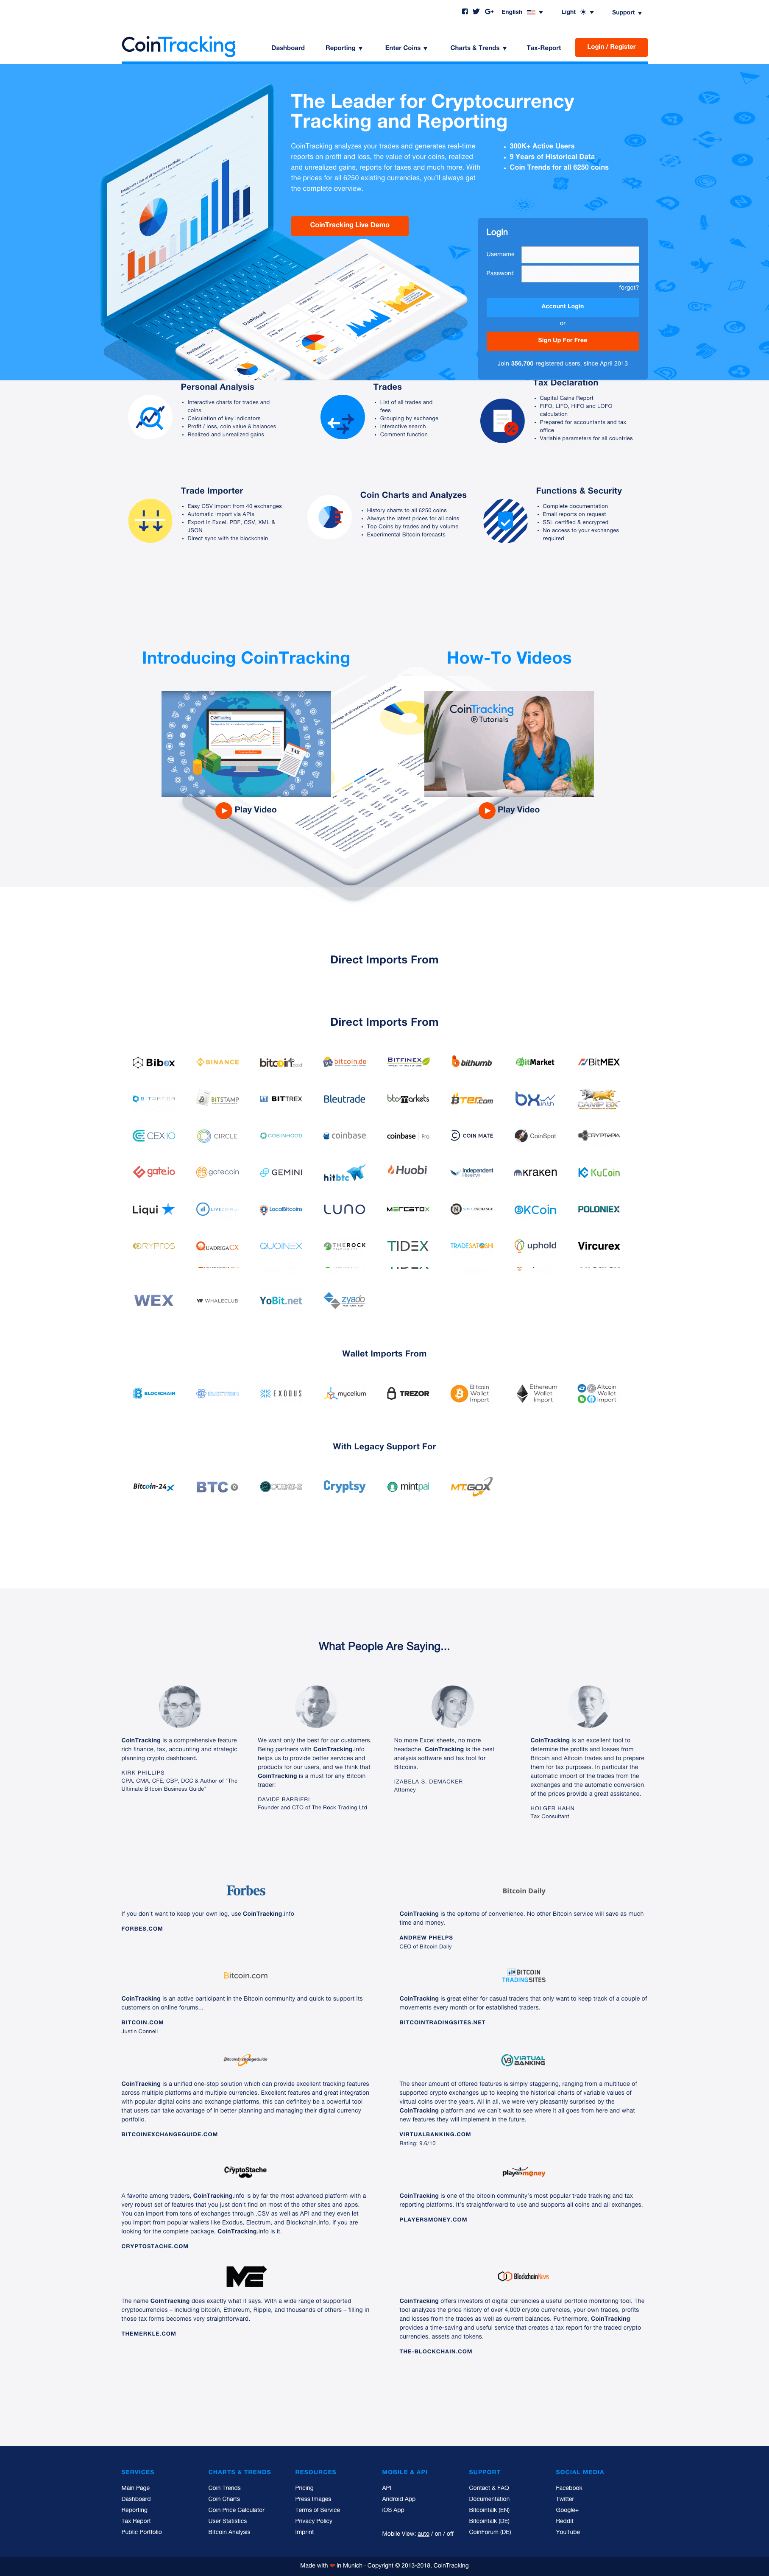 English
Light
Support
CoinTracking
Dashboard
Reporting
Enter Coins
Charts & Trends
Tax-Report
Login / Register
The Leader for Cryptocurrency
Tracking and Reporting
CoinTracking analyzes your trades and generates real-time
reports on profit and loss, the value of your coins, realized
and unrealized gains, reports for taxes and much more. With
the prices for all 6250 existing currencies, you'll always get
the complete overview.
300K+ Active Users
9 Years of Historical Data
Coin Trends for all 6250 coins
CoinTracking Live Demo
Login
Username
Password
forgot?
Account Login
or
Sign Up For Free
Join 356,700 registered users, since April 2013
Personal Analysis
Interactive charts for trades and
coins
Calculation of key indicators
Profit / loss, coin value & balances
Realized and unrealized gains
Trades
List of all trades and
fees
Grouping by exchange
Interactive search
Comment function
Tax Declaration
Capital Gains Report
FIFO, LIFO, HIFO and LOFO
calculation
Prepared for accountants and tax
office
Variable parameters for all countries
Trade Importer
Easy CSV import from 40 exchanges
Automatic import via APIs
Export in Excel, PDF, CSV, XML &
JSON
Direct sync with the blockchain
Coin Charts and Analyzes
History charts to all 6250 coins
Always the latest prices for all coins
Top Coins by trades and by volume
Experimental Bitcoin forecasts
Functions & Security
Complete documentation
Email reports on request
SSL certified & encrypted
No access to your exchanges
required
Introducing CoinTracking
How-To Videos
CoinTracking
TAX
CoinTracking
Tutorials
Play Video
Play Video
Direct Imports From
Direct Imports From
Bibox
BINANCE
bitcoin.de
BITFINEX
bithumb
BitMarket
BitMEX
BITSTAMP
BITTREX
Bleutrade
btcmarkets
BTER.com
CAMP BX
CEX.IO
CIRCLE
COBINHOOD
coinbase
coinbase | Pro
COIN MATE
CoinSpot
CRYPTOPIA
gate.io
gatecoin
GEMINI
hitbtc
Huobi
Independent
Reserve
kraken
KuCoin
Liqui
LocalBitcoins
LUNO
MERCATOX
OKCoin
POLONIEX
QUADRIGACX
QUOINEX
THEROCK
TIDEX
TRADESATOSHI
uphold
Vircurex
WEX
WHALECLUB
YoBit.net
zyado
Wallet Imports From
BLOCKCHAIN
EXODUS
mycelium
TREZOR
Bitcoin
Wallet
Import
Ethereum
Wallet
Import
Altcoin
Wallet
Import
With Legacy Support For
Bitcoin-24
BTC
COINS-E
Cryptsy
mintpal
MT.GOX
What People Are Saying...
CoinTracking is a comprehensive feature
rich finance, tax, accounting and strategic
planning crypto dashboard.
KIRK PHILLIPS
CPA, CMA, CFE, CBP, DCC & Author of "The
Ultimate Bitcoin Business Guide"
We want only the best for our customers.
Being partners with CoinTracking.info
helps us to provide better services and
products for our users, and we think that
CoinTracking is a must for any Bitcoin
trader!
DAVIDE BARBIERI
Founder and CTO of The Rock Trading Ltd
No more Excel sheets, no more
headache. CoinTracking is the best
analysis software and tax tool for
Bitcoins.
IZABELA S. DEMACKER
Attorney
CoinTracking is an excellent tool to
determine the profits and losses from
Bitcoin and Altcoin trades and to prepare
them for tax purposes. In particular the
automatic import of the trades from the
exchanges and the automatic conversion
of the prices provide a great assistance.
HOLGER HAHN
Tax Consultant
Forbes
If you don't want to keep your own log, use CoinTracking.info
FORBES.COM
Bitcoin Daily
CoinTracking is the epitome of convenience. No other Bitcoin service will save as much
time and money.
ANDREW PHELPS
CEO of Bitcoin Daily
Bitcoin.com
CoinTracking is an active participant in the Bitcoin community and quick to support its
customers on online forums...
BITCOIN.COM
Justin Connell
BITCOIN
TRADINGSITES
CoinTracking is great either for casual traders that only want to keep track of a couple of
movements every month or for established traders.
BITCOINTRADINGSITES.NET
BitcoinExchangeGuide
CoinTracking is a unified one-stop solution which can provide excellent tracking features
across multiple platforms and multiple currencies. Excellent features and great integration
with popular digital coins and exchange platforms, this can definitely be a powerful tool
that users can take advantage of in better planning and managing their digital currency
portfolio.
BITCOINEXCHANGEGUIDE.COM
VIRTUAL
BANKING
The sheer amount of offered features is simply staggering, ranging from a multitude of
supported crypto exchanges up to keeping the historical charts of variable values of
virtual coins over the years. All in all, we were very pleasantly surprised by the
CoinTracking platform and we can't wait to see where it all goes from here and what
new features they will implement in the future.
VIRTUALBANKING.COM
Rating: 9.6/10
CryptoStache
A favorite among traders, CoinTracking.info is by far the most advanced platform with a
very robust set of features that you just don't find on most of the other sites and apps.
You can import from tons of exchanges through .CSV as well as API and they even let
you import from popular wallets like Exodus, Electrum, and Blockchain.info. If you are
looking for the complete package, CoinTracking.info is it.
CRYPTOSTACHE.COM
CoinTracking is one of the bitcoin community's most popular trade tracking and tax
reporting platforms. It's straightforward to use and supports all coins and all exchanges.
PLAYERSMONEY.COM
ME
The name CoinTracking does exactly what it says. With a wide range of supported
cryptocurrencies – including bitcoin, Ethereum, Ripple, and thousands of others – filling in
those tax forms becomes very straightforward.
THEMERKLE.COM
BlockchainNews
CoinTracking offers investors of digital currencies a useful portfolio monitoring tool. The
tool analyzes the price history of over 4,000 crypto currencies, your own trades, profits
and losses from the trades as well as current balances. Furthermore, CoinTracking
provides a time-saving and useful service that creates a tax report for the traded crypto
currencies, assets and tokens.
THE-BLOCKCHAIN.COM
SERVICES
Main Page
Dashboard
Reporting
Tax Report
Public Portfolio
CHARTS & TRENDS
Coin Trends
Coin Charts
Coin Price Calculator
User Statistics
Bitcoin Analysis
RESOURCES
Pricing
Press Images
Terms of Service
Privacy Policy
Imprint
MOBILE & API
API
Android App
iOS App
Mobile View: auto / on / off
SUPPORT
Contact & FAQ
Documentation
Bitcointalk (EN)
Bitcointalk (DE)
CoinForum (DE)
SOCIAL MEDIA
Facebook
Twitter
Google+
Reddit
YouTube
Made with ❤ in Munich - Copyright © 2013-2018, CoinTracking